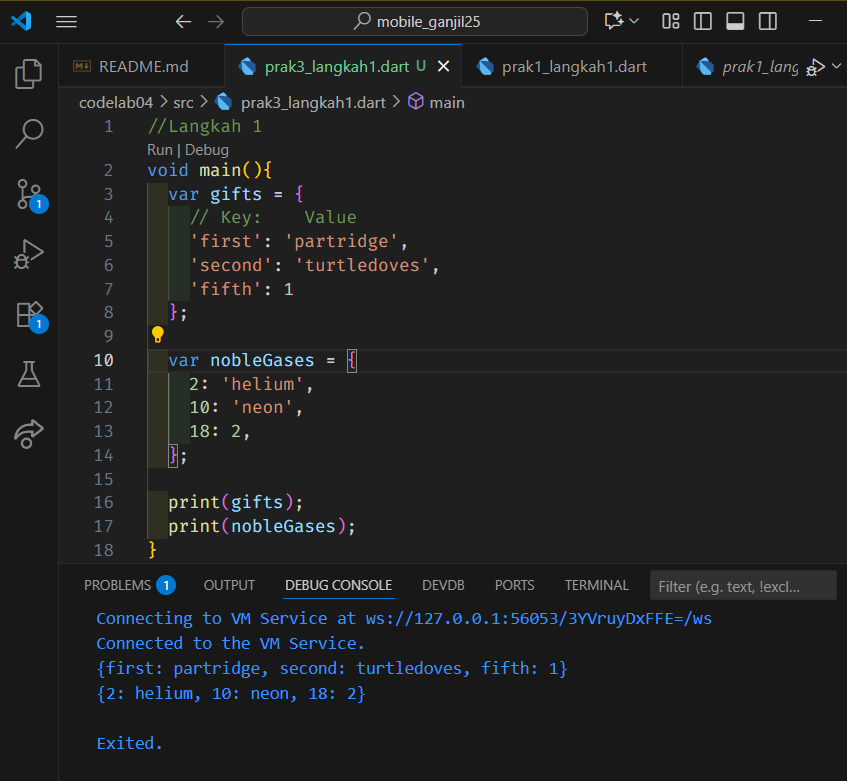 mobile_ganjil25
README.md
prak3_langkah1.dart U
prak1_langkah1.dart
prak1_lang
codelab04 > src > prak3_langkah1.dart > main
1 //Langkah 1
Run | Debug
2 void main(){
3   var gifts = {
4     // Key:    Value
5     'first': 'partridge',
6     'second': 'turtledoves',
7     'fifth': 1
8   };
9
10   var nobleGases = {
11     2: 'helium',
12     10: 'neon',
13     18: 2,
14   };
15
16   print(gifts);
17   print(nobleGases);
18 }
1
1
PROBLEMS 1 OUTPUT DEBUG CONSOLE DEVDB PORTS TERMINAL Filter (e.g. text, !excl...
Connecting to VM Service at ws://127.0.0.1:56053/3YVruyDxFFE=/ws
Connected to the VM Service.
{first: partridge, second: turtledoves, fifth: 1}
{2: helium, 10: neon, 18: 2}
Exited.